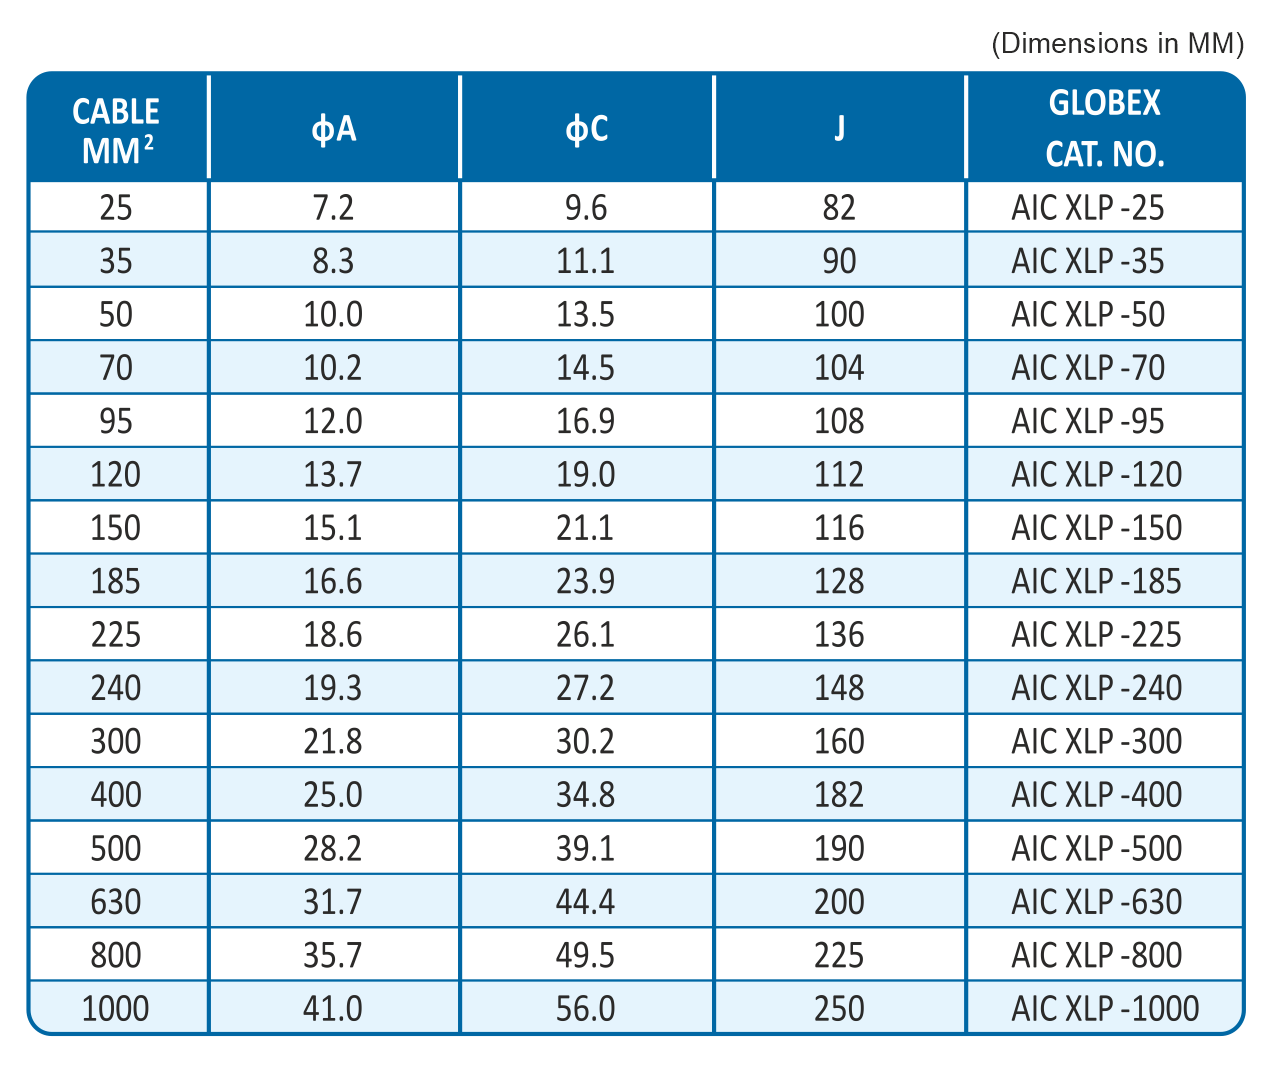 (Dimensions in MM)
CABLE MM² ϕA ϕC J GLOBEX CAT. NO.
25 7.2 9.6 82 AIC XLP -25
35 8.3 11.1 90 AIC XLP -35
50 10.0 13.5 100 AIC XLP -50
70 10.2 14.5 104 AIC XLP -70
95 12.0 16.9 108 AIC XLP -95
120 13.7 19.0 112 AIC XLP -120
150 15.1 21.1 116 AIC XLP -150
185 16.6 23.9 128 AIC XLP -185
225 18.6 26.1 136 AIC XLP -225
240 19.3 27.2 148 AIC XLP -240
300 21.8 30.2 160 AIC XLP -300
400 25.0 34.8 182 AIC XLP -400
500 28.2 39.1 190 AIC XLP -500
630 31.7 44.4 200 AIC XLP -630
800 35.7 49.5 225 AIC XLP -800
1000 41.0 56.0 250 AIC XLP -1000